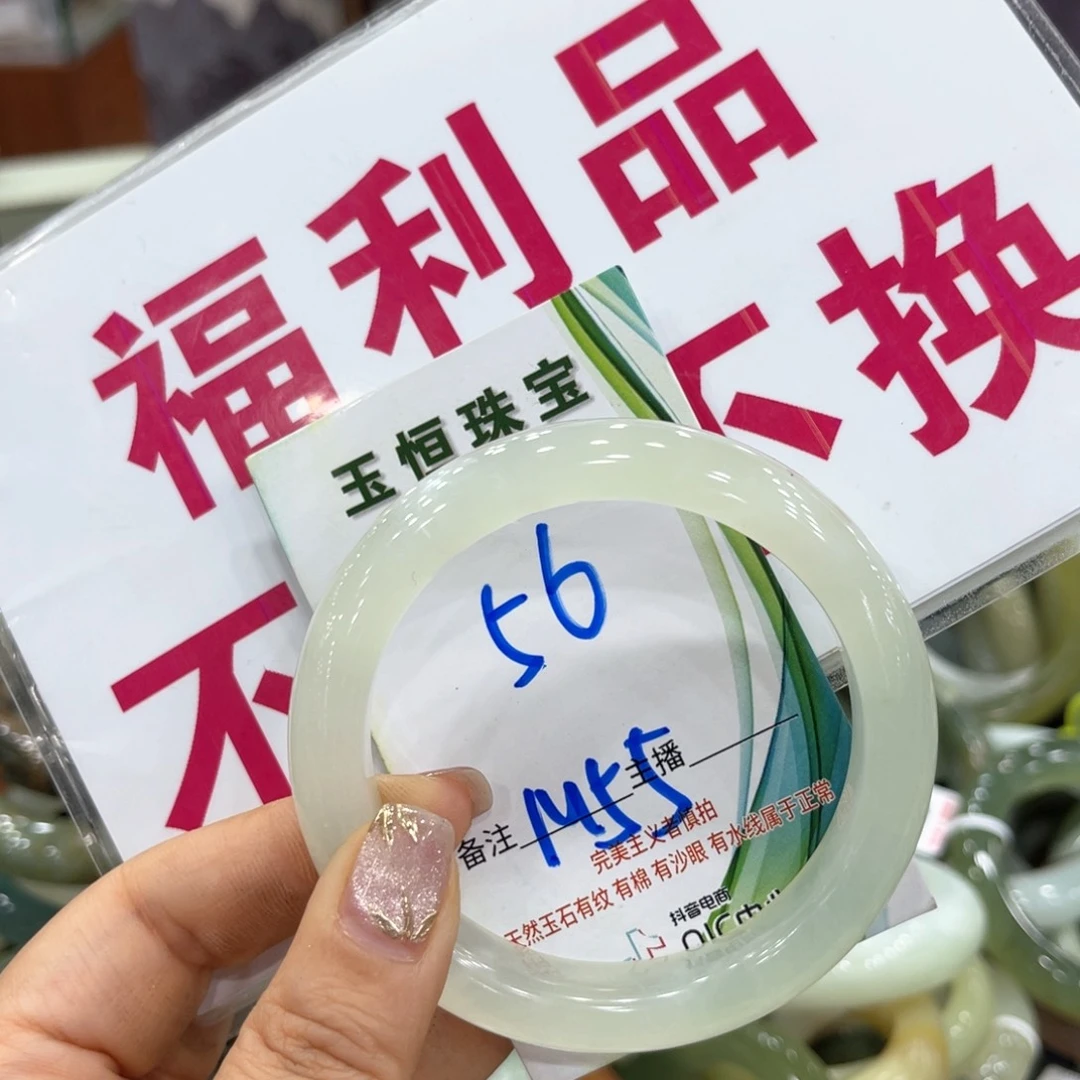 福利品
不 不换
玉恒珠宝
56
M55
备注 主播
完美主义者慎拍
天然玉石有纹 有棉 有沙眼 有水线属于正常
抖音电商